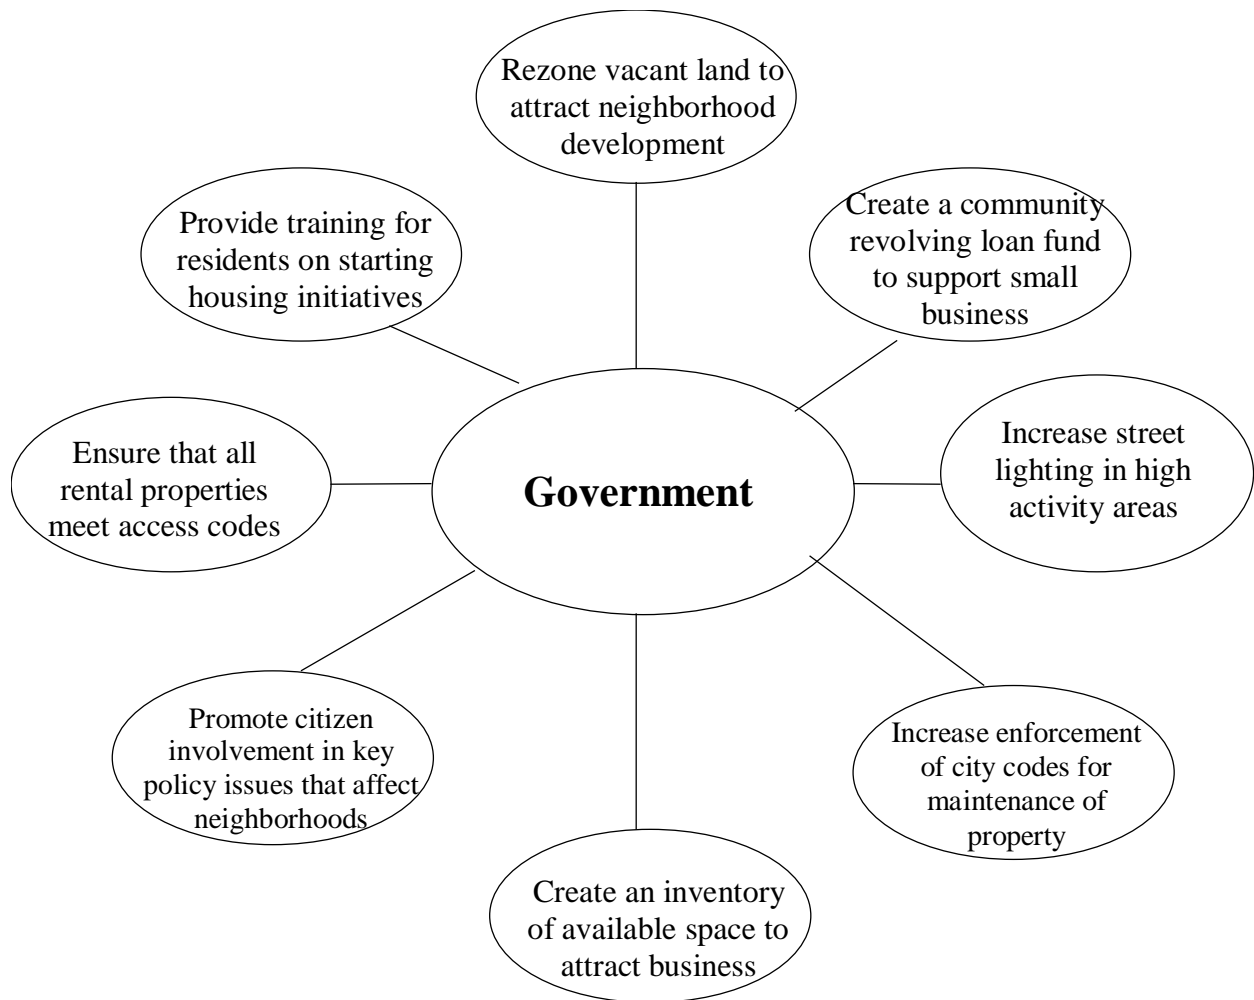 Rezone vacant land to
attract neighborhood
development
Provide training for
residents on starting
housing initiatives
Create a community
revolving loan fund
to support small
business
Ensure that all
rental properties
meet access codes
Government
Increase street
lighting in high
activity areas
Promote citizen
involvement in key
policy issues that affect
neighborhoods
Increase enforcement
of city codes for
maintenance of
property
Create an inventory
of available space to
attract business